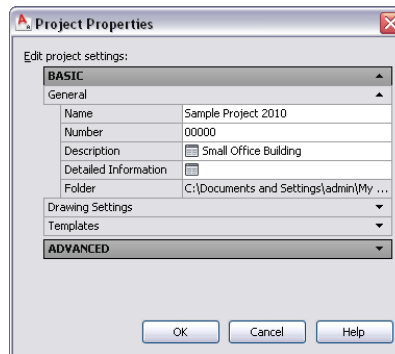 Project Properties
Edit project settings:
BASIC
General
Name Sample Project 2010
Number 00000
Description Small Office Building
Detailed Information
Folder C:\Documents and Settings\admin\My ...
Drawing Settings
Templates
ADVANCED
OK Cancel Help